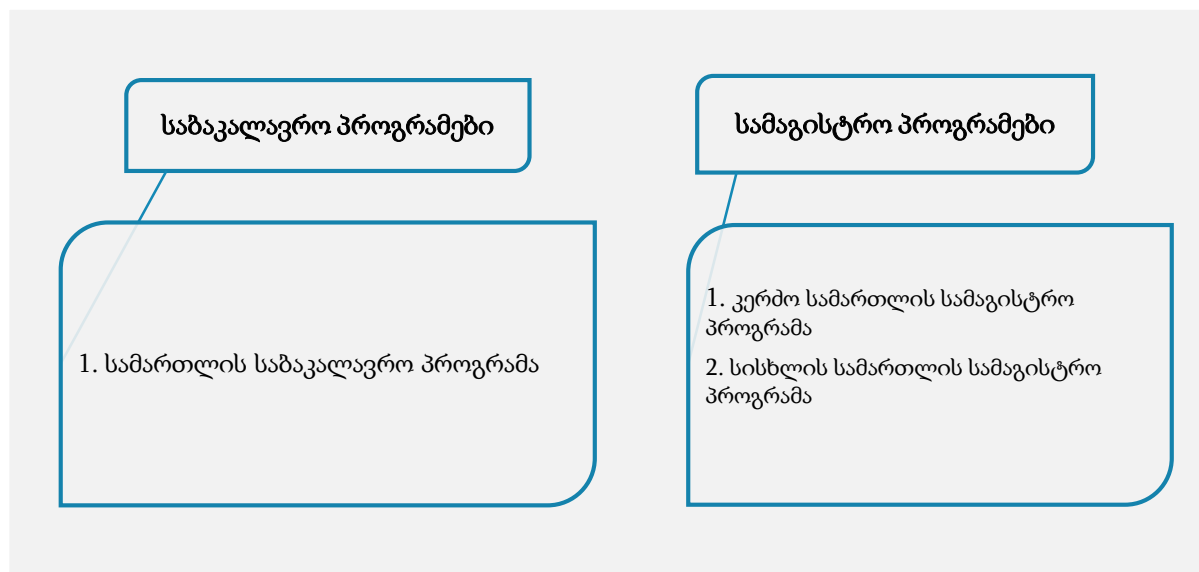 საბაკალავრო პროგრამები
1. სამართლის საბაკალავრო პროგრამა
სამაგისტრო პროგრამები
1. კერძო სამართლის სამაგისტრო
პროგრამა
2. სისხლის სამართლის სამაგისტრო
პროგრამა